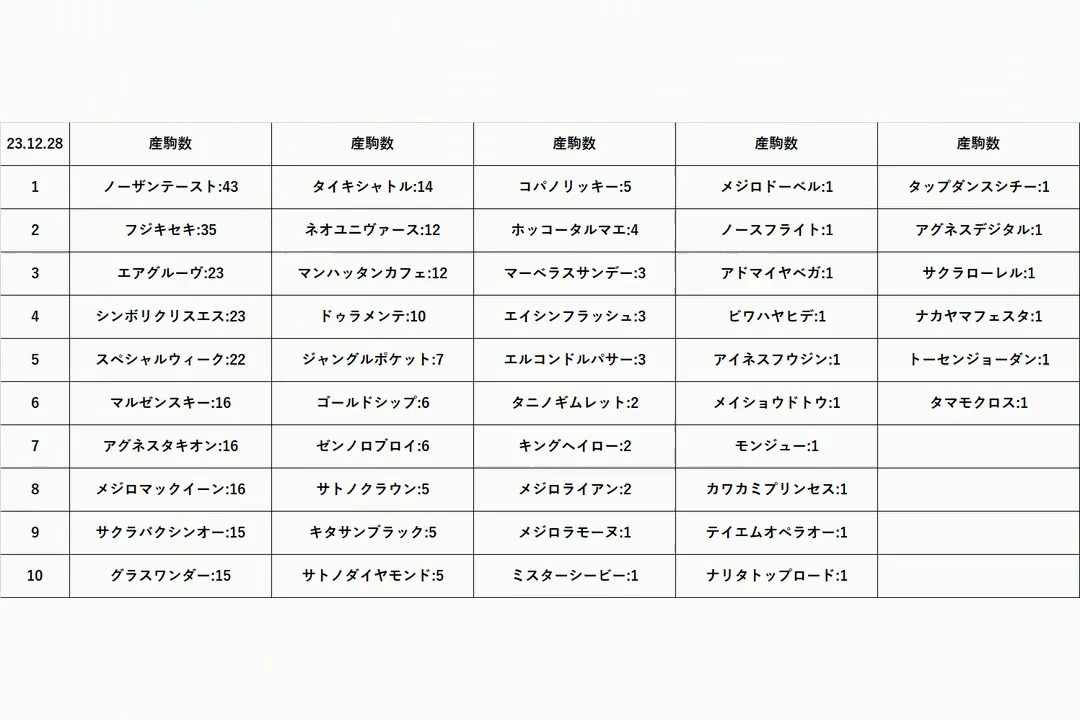 23.12.28 産駒数 産駒数 産駒数 産駒数 産駒数
1 ノーザンテースト:43 タイキシャトル:14 コパノリッキー:5 メジロドーベル:1 タップダンスシチー:1
2 フジキセキ:35 ネオユニヴァース:12 ホッコータルマエ:4 ノースフライト:1 アグネスデジタル:1
3 エアグルーヴ:23 マンハッタンカフェ:12 マーベラスサンデー:3 アドマイヤベガ:1 サクラローレル:1
4 シンボリクリスエス:23 ドゥラメンテ:10 エイシンフラッシュ:3 ビワハヤヒデ:1 ナカヤマフェスタ:1
5 スペシャルウィーク:22 ジャングルポケット:7 エルコンドルパサー:3 アイネスフウジン:1 トーセンジョーダン:1
6 マルゼンスキー:16 ゴールドシップ:6 タニノギムレット:2 メイショウドトウ:1 タマモクロス:1
7 アグネスタキオン:16 ゼンノロブロイ:6 キングヘイロー:2 モンジュー:1
8 メジロマックイーン:16 サトノクラウン:5 メジロライアン:2 カワカミプリンセス:1
9 サクラバクシンオー:15 キタサンブラック:5 メジロラモーヌ:1 テイエムオペラオー:1
10 グラスワンダー:15 サトノダイヤモンド:5 ミスターシービー:1 ナリタトップロード:1